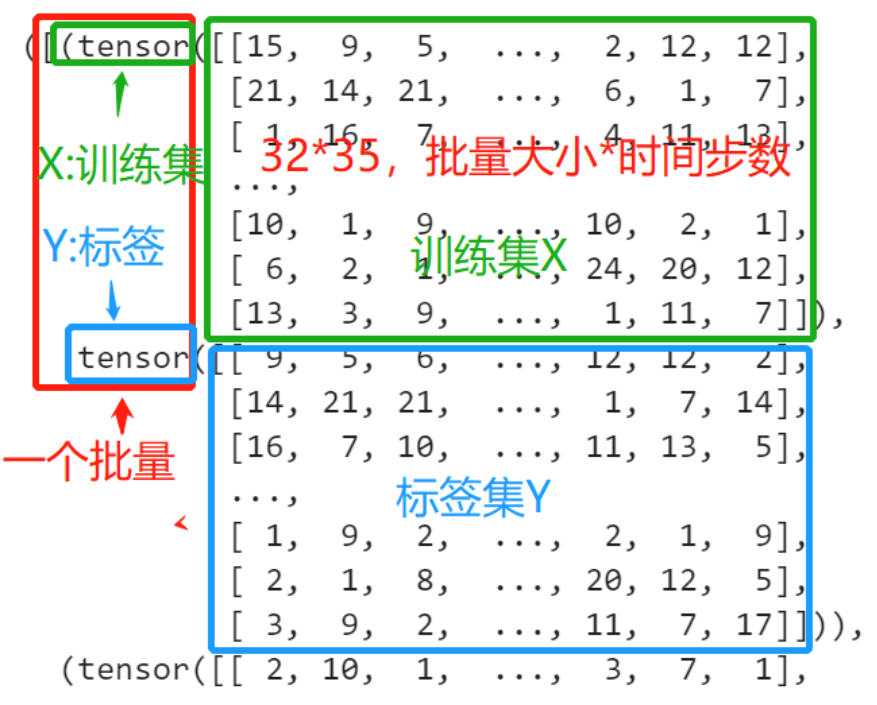 ([(tensor([[15,  9,  5,  ...,  2, 12, 12],
[21, 14, 21,  ...,  6,  1,  7],
[ 1, 16,  7,  ...,  4, 11, 13],
X:训练集
32*35，批量大小*时间步数
...,
[10,  1,  9,  ..., 10,  2,  1],
Y:标签
训练集X
[ 6,  2,  1,  ..., 24, 20, 12],
[13,  3,  9,  ...,  1, 11,  7]]),
tensor([[ 9,  5,  6,  ..., 12, 12,  2],
[14, 21, 21,  ...,  1,  7, 14],
[16,  7, 10,  ..., 11, 13,  5],
一个批量
...,
标签集Y
[ 1,  9,  2,  ...,  2,  1,  9],
[ 2,  1,  8,  ..., 20, 12,  5],
[ 3,  9,  2,  ..., 11,  7, 17]])),
(tensor([[ 2, 10,  1,  ...,  3,  7,  1],